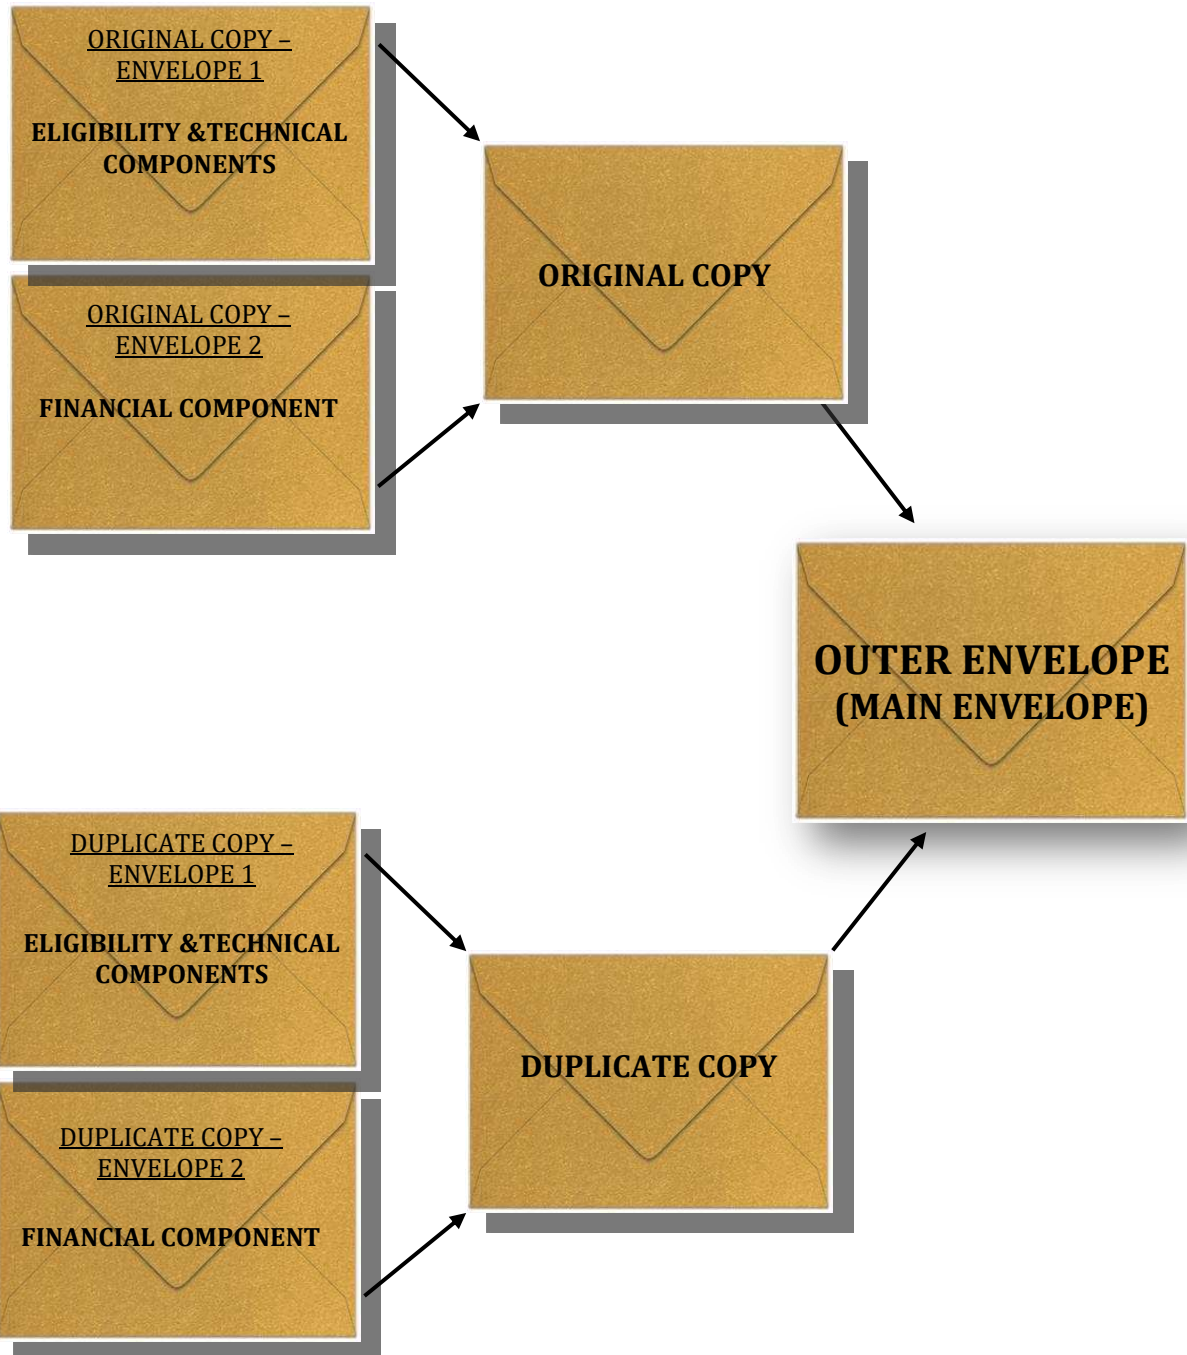 ORIGINAL COPY –
ENVELOPE 1
ELIGIBILITY &TECHNICAL
COMPONENTS
ORIGINAL COPY
ORIGINAL COPY –
ENVELOPE 2
FINANCIAL COMPONENT
OUTER ENVELOPE
(MAIN ENVELOPE)
DUPLICATE COPY –
ENVELOPE 1
ELIGIBILITY &TECHNICAL
COMPONENTS
DUPLICATE COPY
DUPLICATE COPY –
ENVELOPE 2
FINANCIAL COMPONENT